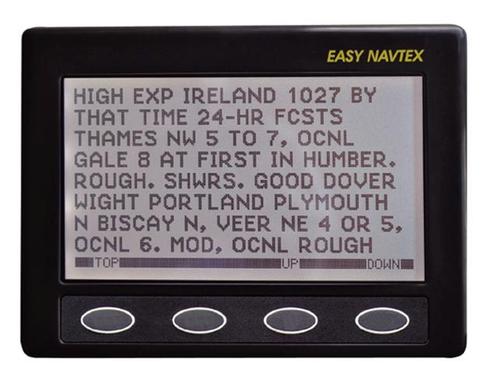 EASY NAVTEX
HIGH EXP IRELAND 1027 BY
THAT TIME 24-HR FCSTS
THAMES NW 5 TO 7, OCNL
GALE 8 AT FIRST IN HUMBER.
ROUGH. SHWRS. GOOD DOVER
WIGHT PORTLAND PLYMOUTH
N BISCAY N, VEER NE 4 OR 5,
OCNL 6. MOD, OCNL ROUGH
TOP UP DOWN